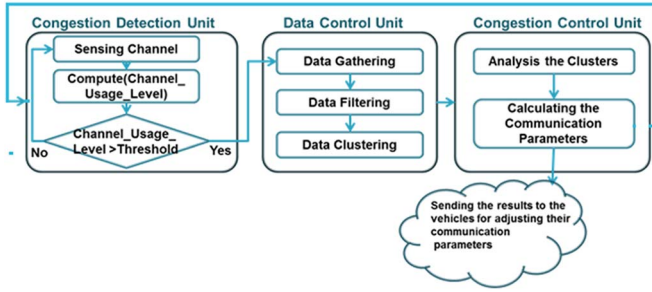 Congestion Detection Unit
Sensing Channel
Compute(Channel_
Usage_Level)
Channel_Usage_
Level >Threshold
No
Yes
Data Control Unit
Data Gathering
Data Filtering
Data Clustering
Congestion Control Unit
Analysis the Clusters
Calculating the
Communication
Parameters
Sending the results to the
vehicles for adjusting their
communication
parameters